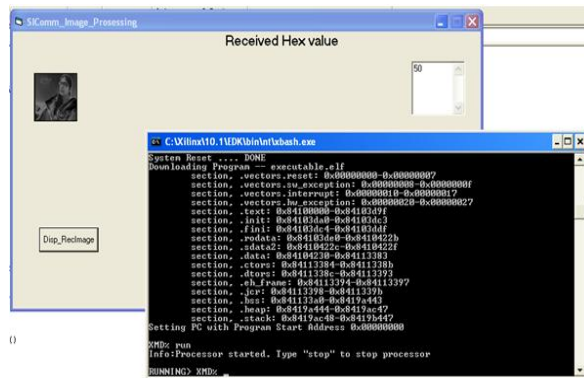 SIComm_Image_Prosessing
Received Hex value
50
Disp_RecImage
()
C:\Xilinx\10.1\EDK\bin\nt\xbash.exe
System Reset .... DONE
Downloading Program -- executable.elf
section, .vectors.reset: 0x00000000-0x00000007
section, .vectors.sw_exception: 0x00000008-0x0000000f
section, .vectors.interrupt: 0x00000010-0x00000017
section, .vectors.hw_exception: 0x00000020-0x00000027
section, .text: 0x84100000-0x84103d9f
section, .init: 0x84103da0-0x84103dc3
section, .fini: 0x84103dc4-0x84103ddf
section, .rodata: 0x84103de0-0x8410422b
section, .sdata2: 0x8410422c-0x8410422f
section, .data: 0x84104230-0x84113383
section, .ctors: 0x84113384-0x8411338b
section, .dtors: 0x8411338c-0x84113393
section, .eh_frame: 0x84113394-0x84113397
section, .jcr: 0x84113398-0x8411339b
section, .bss: 0x841133a0-0x8419a443
section, .heap: 0x8419a444-0x8419ac47
section, .stack: 0x8419ac48-0x8419b447
Setting PC with Program Start Address 0x00000000
XMD% run
Info:Processor started. Type "stop" to stop processor
RUNNING> XMD% _